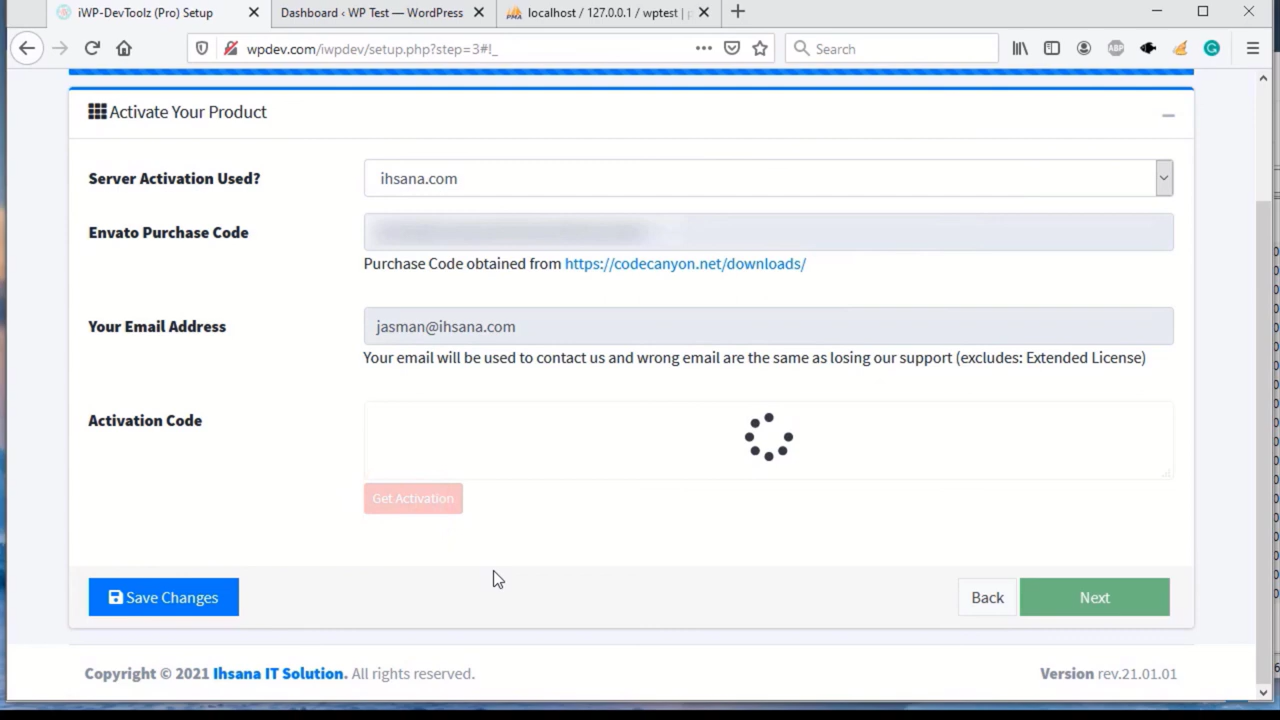 iWP-DevToolz (Pro) Setup
Dashboard ‹ WP Test — WordPress
localhost / 127.0.0.1 / wptest |
wpdev.com/iwpdev/setup.php?step=3#!_
Search
ABP
Activate Your Product
Server Activation Used?
ihsana.com
Envato Purchase Code
Purchase Code obtained from https://codecanyon.net/downloads/
Your Email Address
jasman@ihsana.com
Your email will be used to contact us and wrong email are the same as losing our support (excludes: Extended License)
Activation Code
Get Activation
Save Changes
Back
Next
Copyright © 2021 Ihsana IT Solution. All rights reserved.
Version rev.21.01.01